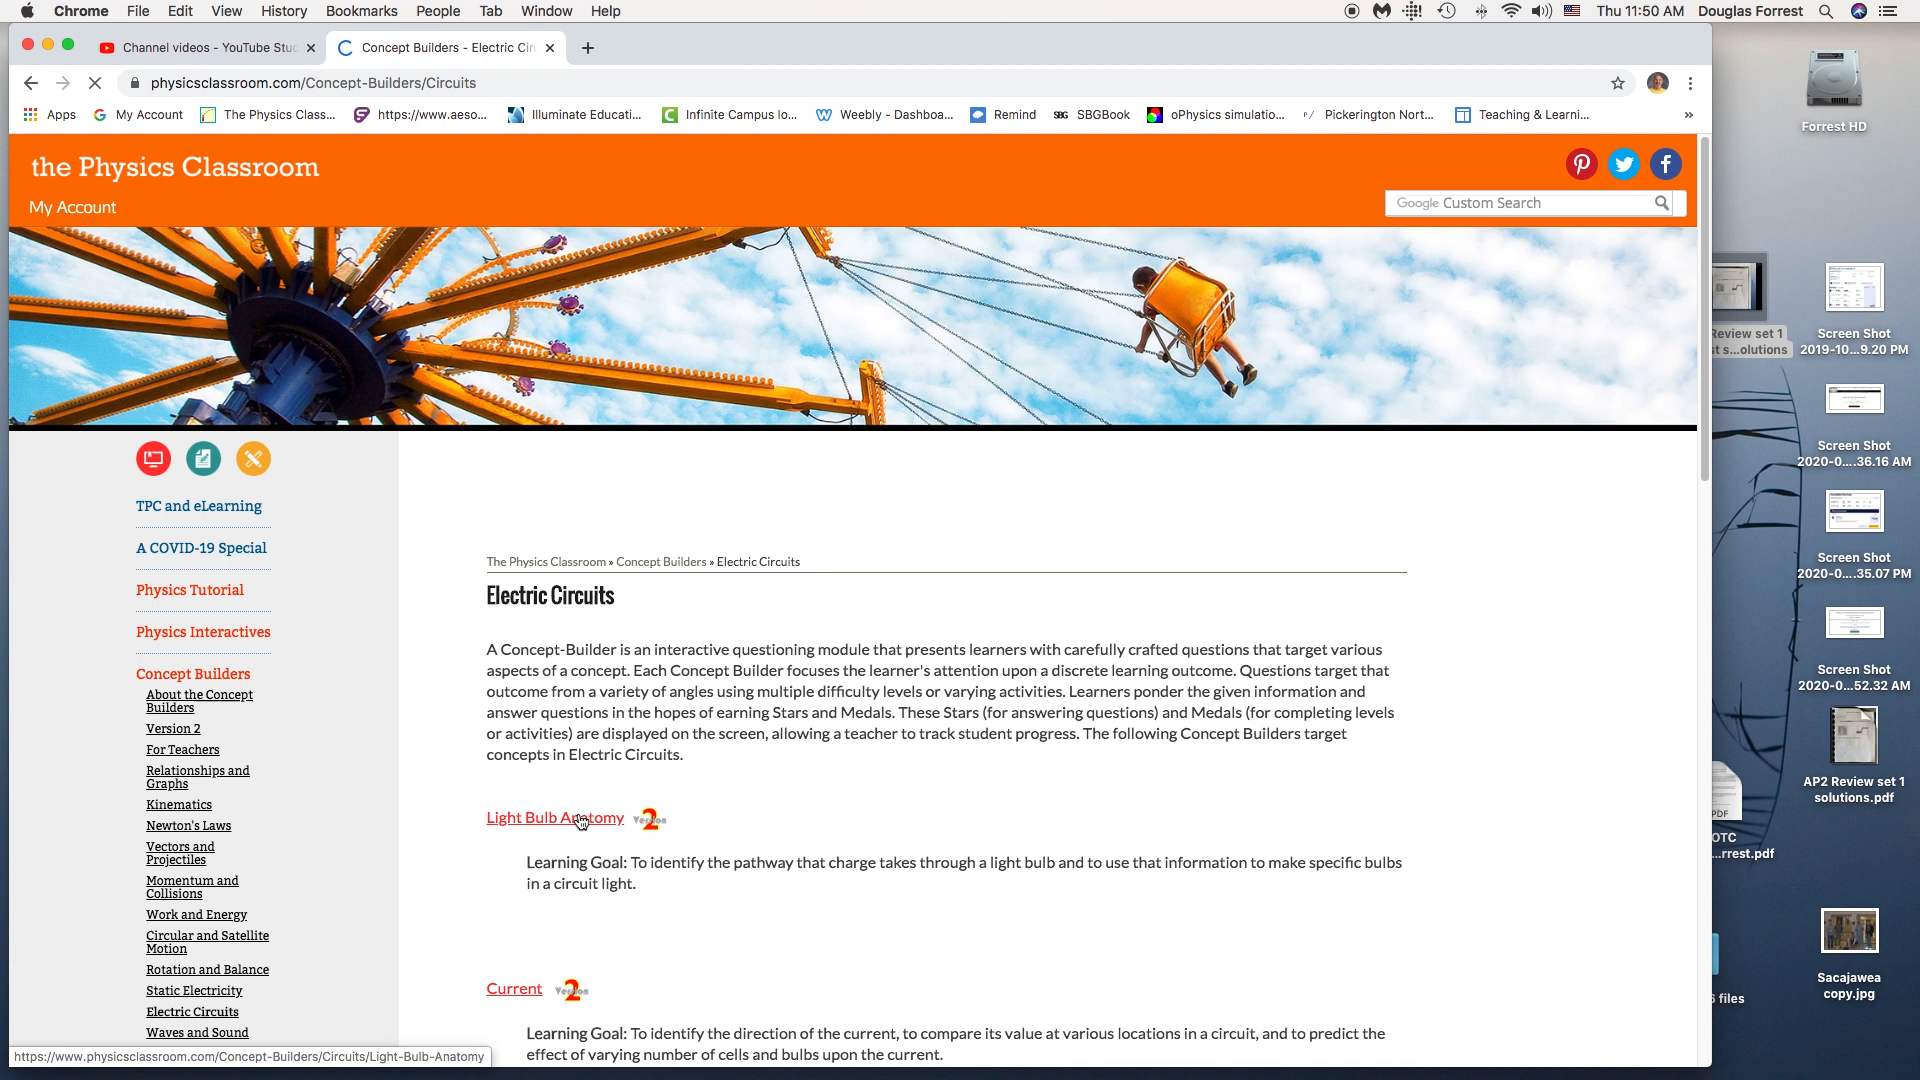 Chrome File Edit View History Bookmarks People Tab Window Help
Thu 11:50 AM Douglas Forrest
Channel videos - YouTube Stu
Concept Builders - Electric Cir
physicsclassroom.com/Concept-Builders/Circuits
Apps My Account The Physics Class... https://www.aeso... Illuminate Educati... Infinite Campus lo... Weebly - Dashboa... Remind SBG SBGBook oPhysics simulatio... Pickerington Nort... Teaching & Learni... »
the Physics Classroom
My Account
Google Custom Search
TPC and eLearning
A COVID-19 Special
Physics Tutorial
Physics Interactives
Concept Builders
About the Concept
Builders
Version 2
For Teachers
Relationships and
Graphs
Kinematics
Newton's Laws
Vectors and
Projectiles
Momentum and
Collisions
Work and Energy
Circular and Satellite
Motion
Rotation and Balance
Static Electricity
Electric Circuits
Waves and Sound
https://www.physicsclassroom.com/Concept-Builders/Circuits/Light-Bulb-Anatomy
The Physics Classroom » Concept Builders » Electric Circuits
Electric Circuits
A Concept-Builder is an interactive questioning module that presents learners with carefully crafted questions that target various
aspects of a concept. Each Concept Builder focuses the learner's attention upon a discrete learning outcome. Questions target that
outcome from a variety of angles using multiple difficulty levels or varying activities. Learners ponder the given information and
answer questions in the hopes of earning Stars and Medals. These Stars (for answering questions) and Medals (for completing levels
or activities) are displayed on the screen, allowing a teacher to track student progress. The following Concept Builders target
concepts in Electric Circuits.
Light Bulb Anatomy Version 2
Learning Goal: To identify the pathway that charge takes through a light bulb and to use that information to make specific bulbs
in a circuit light.
Current Version 2
Learning Goal: To identify the direction of the current, to compare its value at various locations in a circuit, and to predict the
effect of varying number of cells and bulbs upon the current.
Forrest HD
Review set 1
st s...olutions
Screen Shot
2019-10...9.20 PM
Screen Shot
2020-0....36.16 AM
Screen Shot
2020-0....35.07 PM
Screen Shot
2020-0...52.32 AM
AP2 Review set 1
solutions.pdf
PDF
OTC
...rrest.pdf
Sacajawea
copy.jpg
files